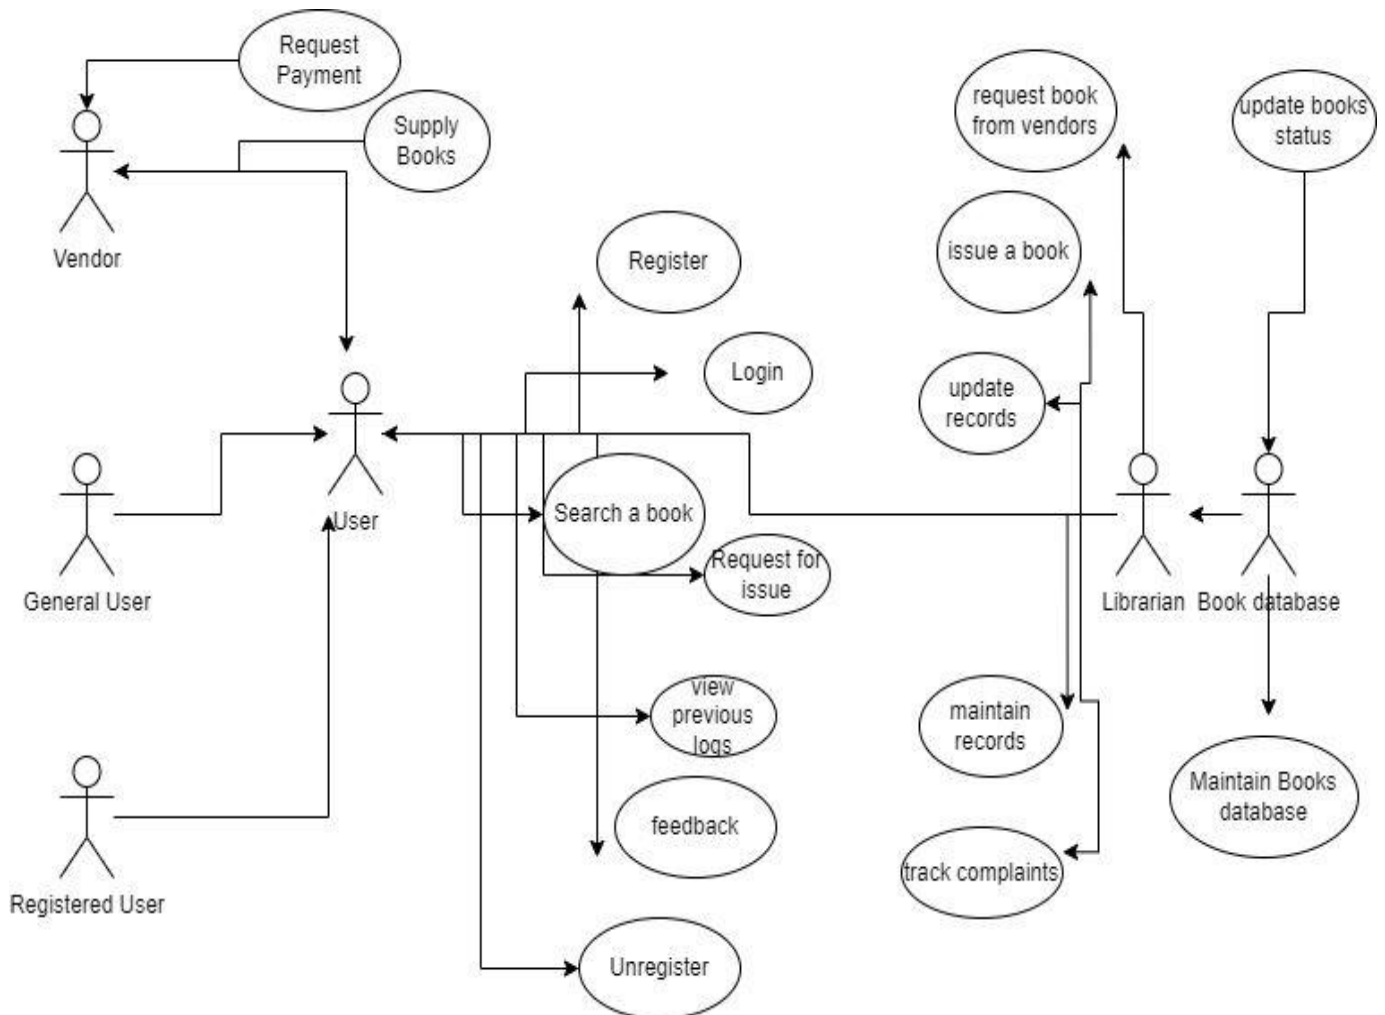 Request
Payment
Supply
Books
Vendor
request book
from vendors
update books
status
issue a book
Register
Login
update
records
User
Search a book
Request for
issue
General User
Librarian
Book database
view
previous
logs
maintain
records
Maintain Books
database
feedback
track complaints
Registered User
Unregister